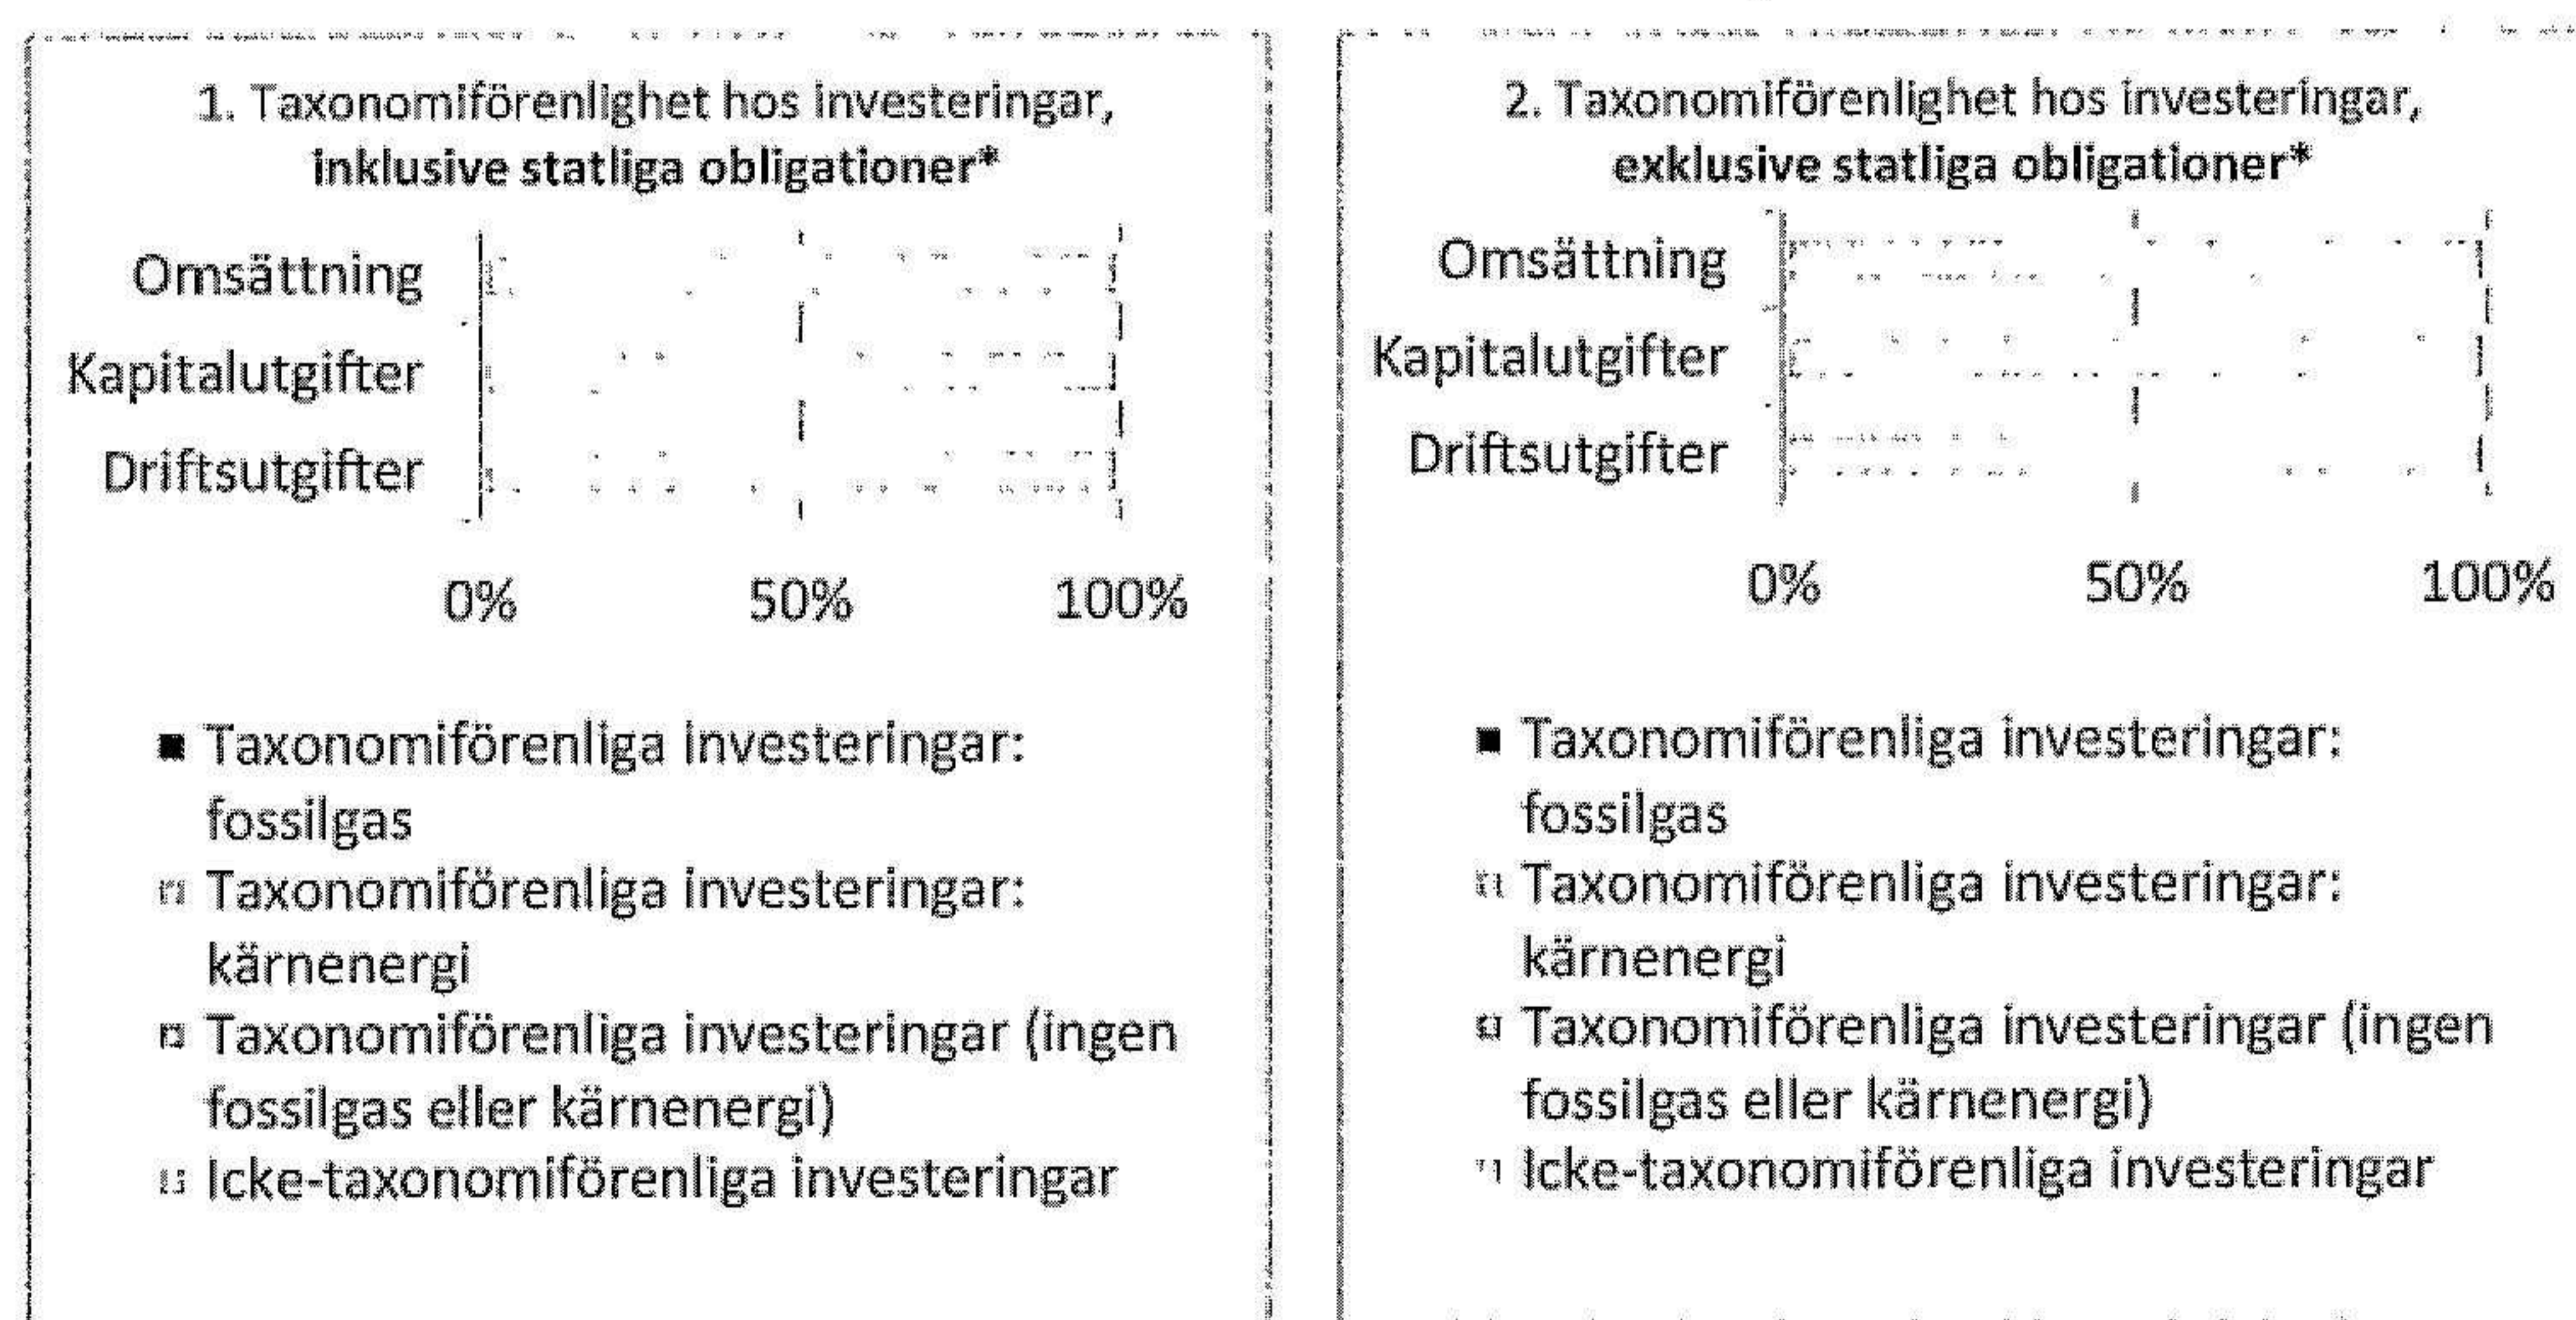 1. Taxonomiförenlighet hos investeringar,
inklusive statliga obligationer*
Omsättning
Kapitalutgifter
Driftsutgifter
0% 50% 100%
■ Taxonomiförenliga investeringar:
fossilgas
Taxonomiförenliga investeringar:
kärnenergi
Taxonomiförenliga investeringar (ingen
fossilgas eller kärnenergi)
Icke-taxonomiförenliga investeringar
2. Taxonomiförenlighet hos investeringar,
exklusive statliga obligationer*
Omsättning
Kapitalutgifter
Driftsutgifter
0% 50% 100%
■ Taxonomiförenliga investeringar:
fossilgas
Taxonomiförenliga investeringar:
kärnenergi
Taxonomiförenliga investeringar (ingen
fossilgas eller kärnenergi)
Icke-taxonomiförenliga investeringar